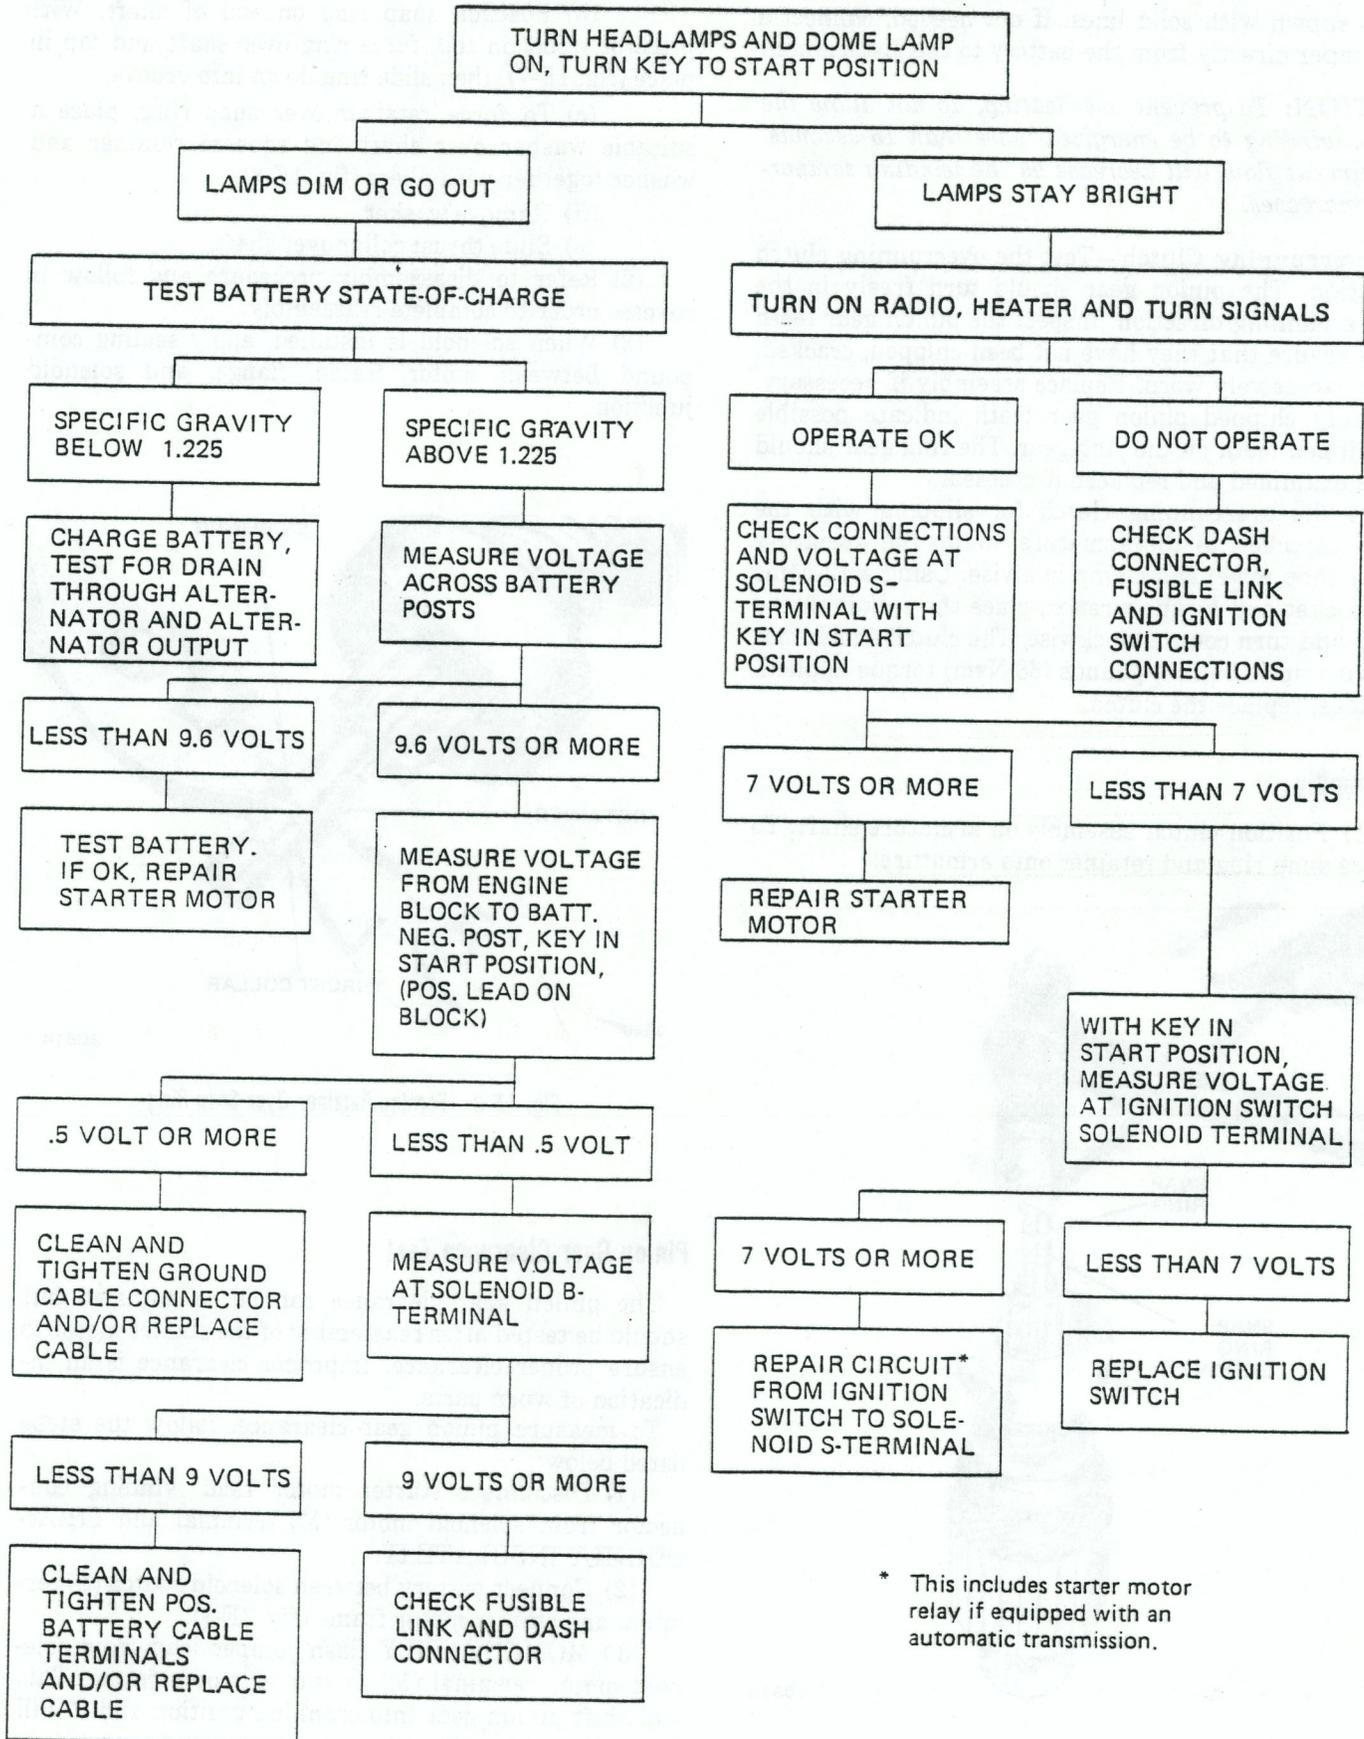 TURN HEADLAMPS AND DOME LAMP
ON, TURN KEY TO START POSITION
LAMPS DIM OR GO OUT
LAMPS STAY BRIGHT
TEST BATTERY STATE-OF-CHARGE
TURN ON RADIO, HEATER AND TURN SIGNALS
SPECIFIC GRAVITY
BELOW 1.225
SPECIFIC GRAVITY
ABOVE 1.225
OPERATE OK
DO NOT OPERATE
CHARGE BATTERY,
TEST FOR DRAIN
THROUGH ALTER-
NATOR AND ALTER-
NATOR OUTPUT
MEASURE VOLTAGE
ACROSS BATTERY
POSTS
CHECK CONNECTIONS
AND VOLTAGE AT
SOLENOID S-
TERMINAL WITH
KEY IN START
POSITION
CHECK DASH
CONNECTOR,
FUSIBLE LINK
AND IGNITION
SWITCH
CONNECTIONS
LESS THAN 9.6 VOLTS
9.6 VOLTS OR MORE
7 VOLTS OR MORE
LESS THAN 7 VOLTS
TEST BATTERY.
IF OK, REPAIR
STARTER MOTOR
MEASURE VOLTAGE
FROM ENGINE
BLOCK TO BATT.
NEG. POST, KEY IN
START POSITION,
(POS. LEAD ON
BLOCK)
REPAIR STARTER
MOTOR
WITH KEY IN
START POSITION,
MEASURE VOLTAGE
AT IGNITION SWITCH
SOLENOID TERMINAL
.5 VOLT OR MORE
LESS THAN .5 VOLT
CLEAN AND
TIGHTEN GROUND
CABLE CONNECTOR
AND/OR REPLACE
CABLE
MEASURE VOLTAGE
AT SOLENOID B-
TERMINAL
7 VOLTS OR MORE
LESS THAN 7 VOLTS
REPAIR CIRCUIT*
FROM IGNITION
SWITCH TO SOLE-
NOID S-TERMINAL
REPLACE IGNITION
SWITCH
LESS THAN 9 VOLTS
9 VOLTS OR MORE
CLEAN AND
TIGHTEN POS.
BATTERY CABLE
TERMINALS
AND/OR REPLACE
CABLE
CHECK FUSIBLE
LINK AND DASH
CONNECTOR
* This includes starter motor
relay if equipped with an
automatic transmission.